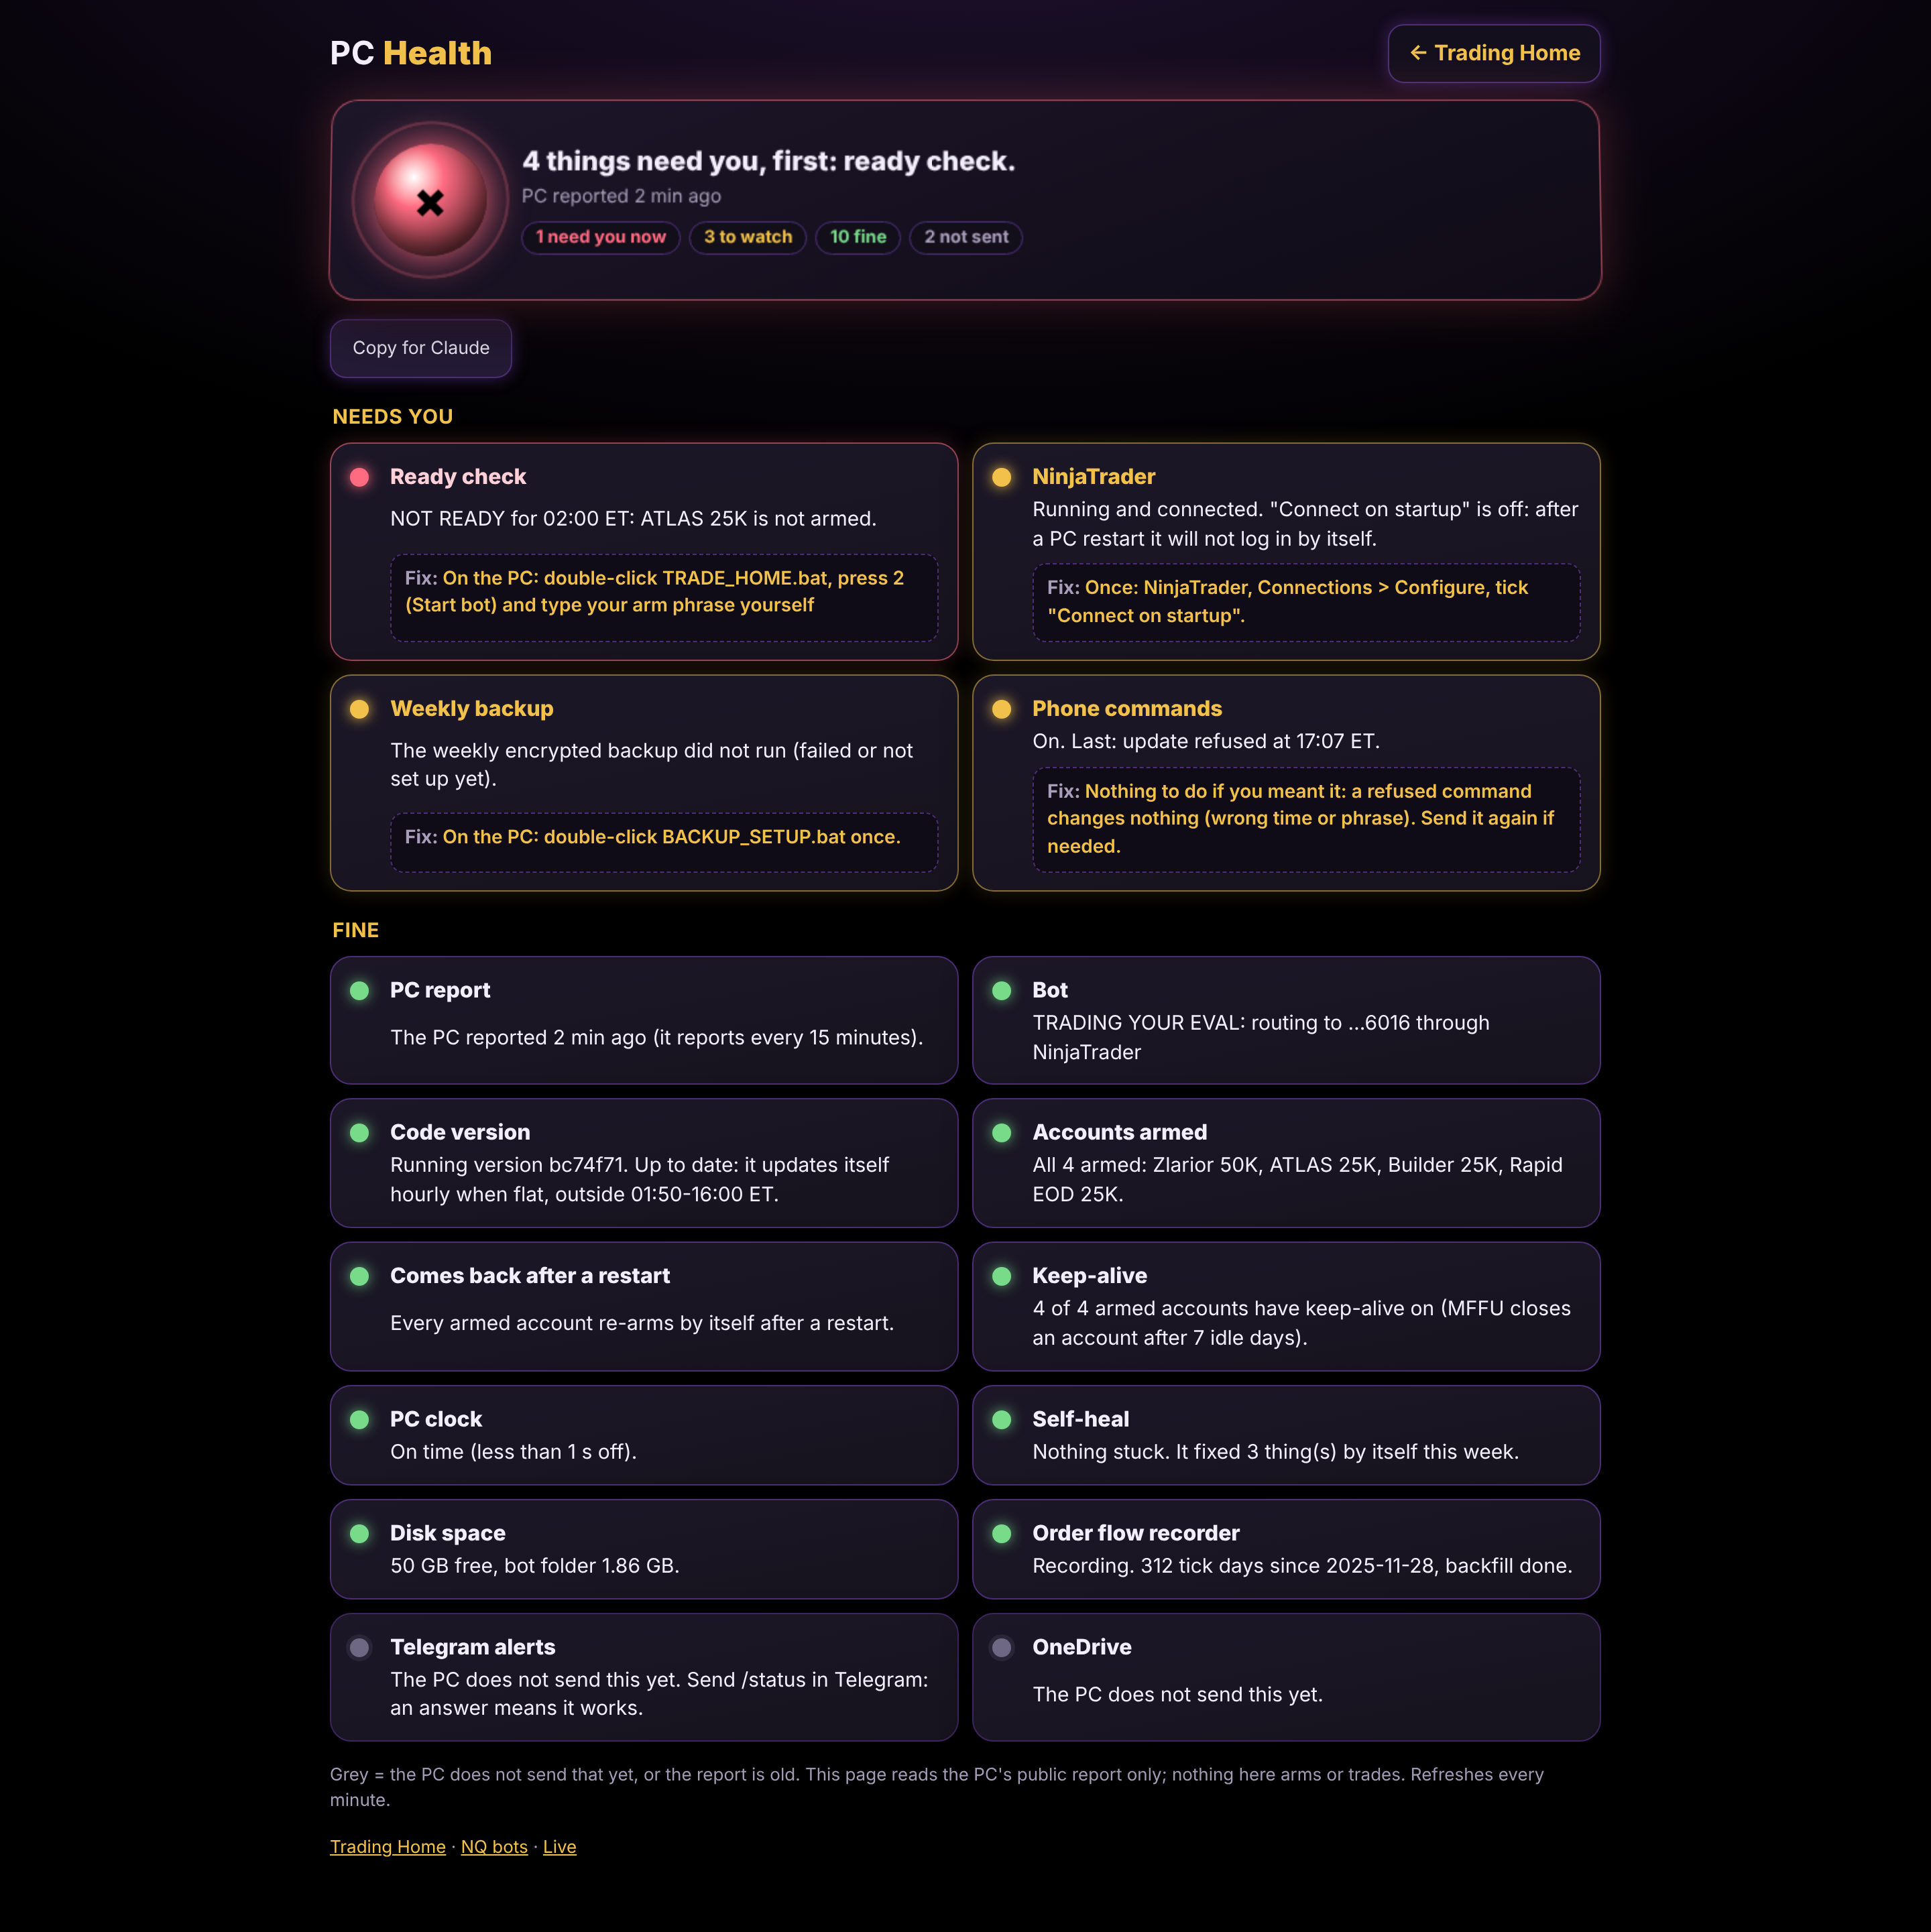 PC Health
← Trading Home
4 things need you, first: ready check.
PC reported 2 min ago
1 need you now
3 to watch
10 fine
2 not sent
Copy for Claude
NEEDS YOU
Ready check
NOT READY for 02:00 ET: ATLAS 25K is not armed.
Fix: On the PC: double-click TRADE_HOME.bat, press 2
(Start bot) and type your arm phrase yourself
NinjaTrader
Running and connected. "Connect on startup" is off: after
a PC restart it will not log in by itself.
Fix: Once: NinjaTrader, Connections > Configure, tick
"Connect on startup".
Weekly backup
The weekly encrypted backup did not run (failed or not
set up yet).
Fix: On the PC: double-click BACKUP_SETUP.bat once.
Phone commands
On. Last: update refused at 17:07 ET.
Fix: Nothing to do if you meant it: a refused command
changes nothing (wrong time or phrase). Send it again if
needed.
FINE
PC report
The PC reported 2 min ago (it reports every 15 minutes).
Bot
TRADING YOUR EVAL: routing to ...6016 through
NinjaTrader
Code version
Running version bc74f71. Up to date: it updates itself
hourly when flat, outside 01:50-16:00 ET.
Accounts armed
All 4 armed: Zlarior 50K, ATLAS 25K, Builder 25K, Rapid
EOD 25K.
Comes back after a restart
Every armed account re-arms by itself after a restart.
Keep-alive
4 of 4 armed accounts have keep-alive on (MFFU closes
an account after 7 idle days).
PC clock
On time (less than 1 s off).
Self-heal
Nothing stuck. It fixed 3 thing(s) by itself this week.
Disk space
50 GB free, bot folder 1.86 GB.
Order flow recorder
Recording. 312 tick days since 2025-11-28, backfill done.
Telegram alerts
The PC does not send this yet. Send /status in Telegram:
an answer means it works.
OneDrive
The PC does not send this yet.
Grey = the PC does not send that yet, or the report is old. This page reads the PC's public report only; nothing here arms or trades. Refreshes every
minute.
Trading Home · NQ bots · Live